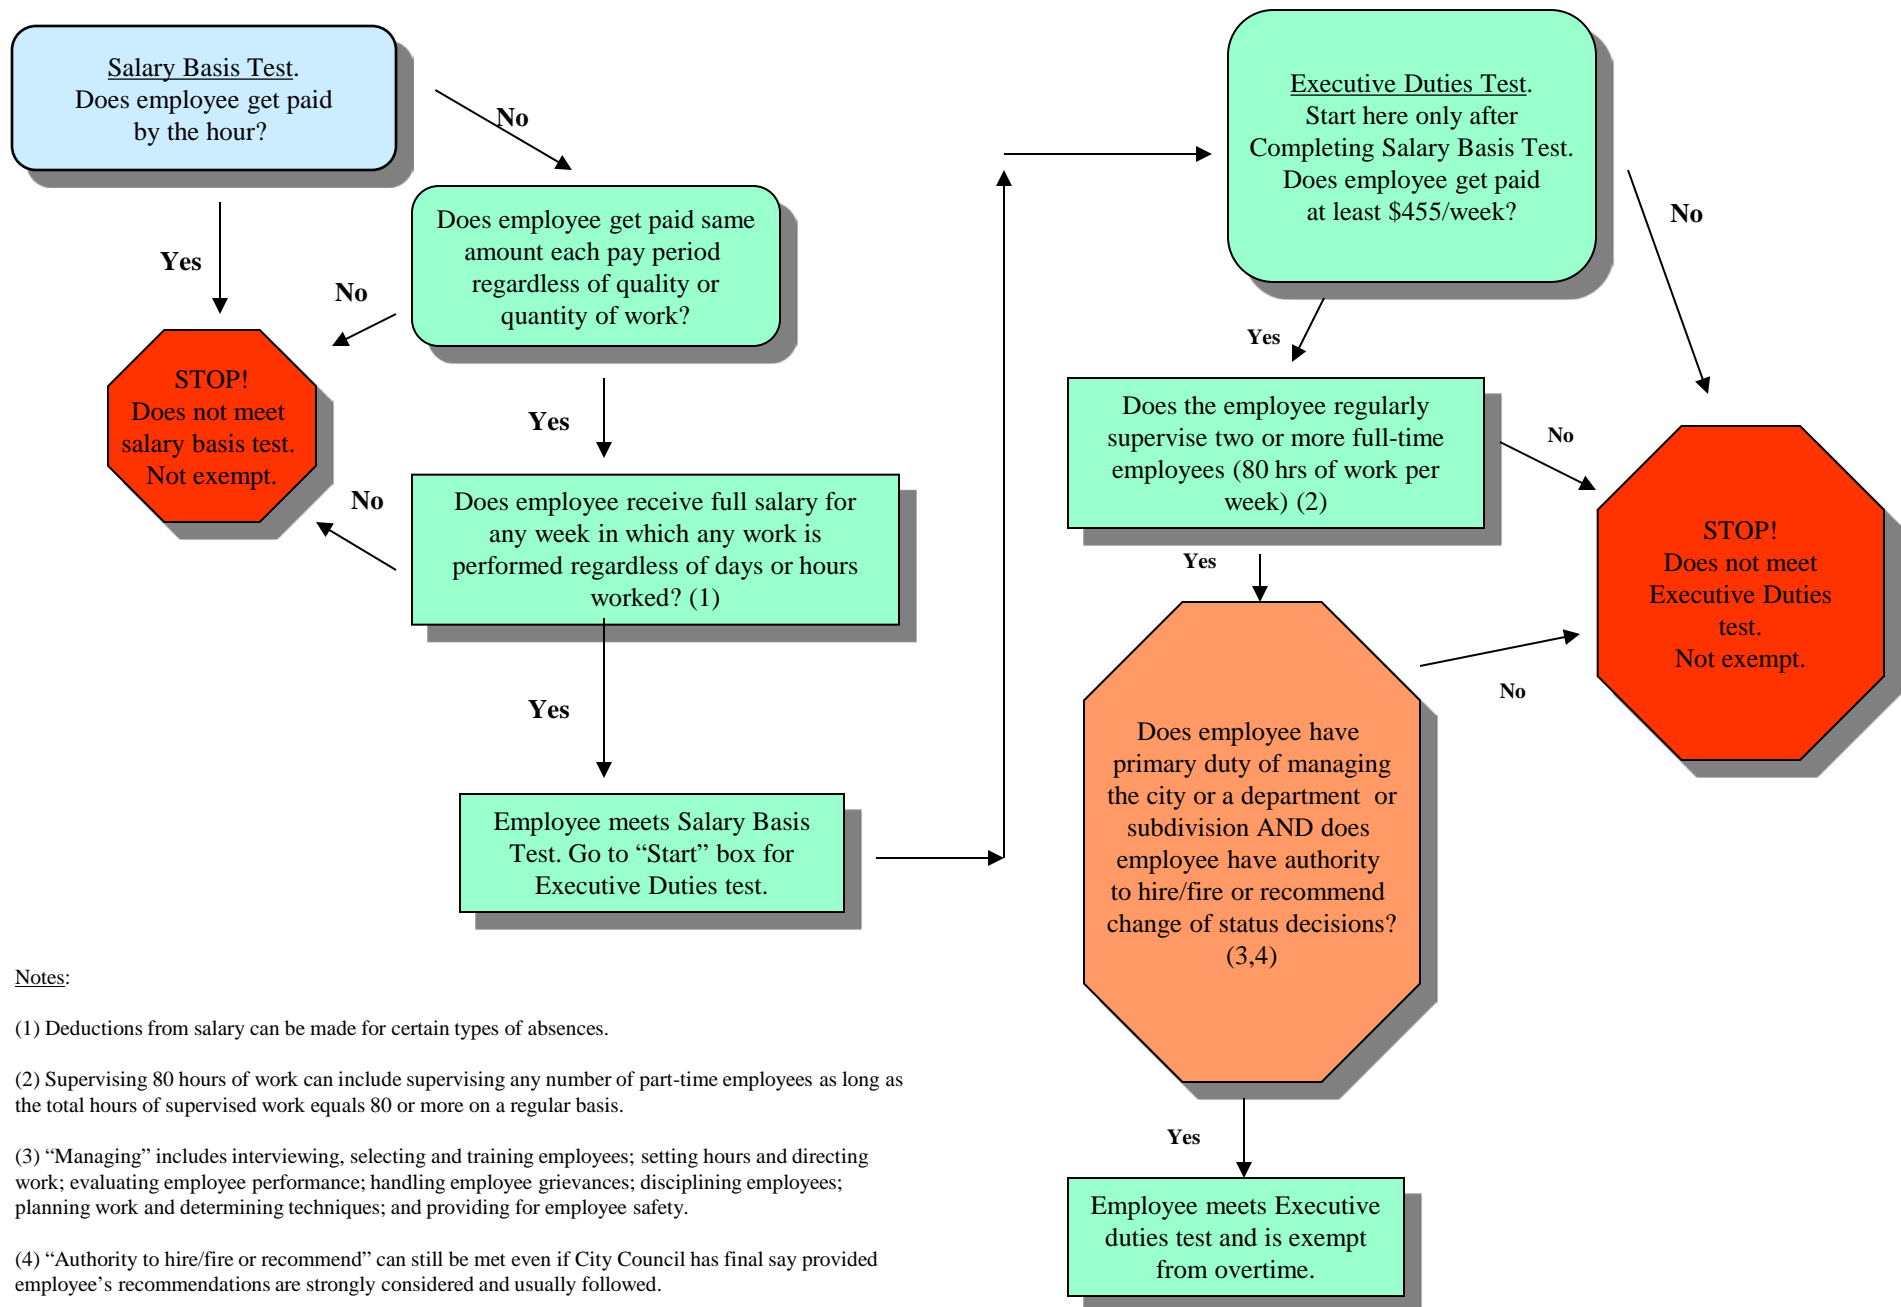 Salary Basis Test.
Does employee get paid
by the hour?
No
Yes
Does employee get paid same
amount each pay period
regardless of quality or
quantity of work?
No
STOP!
Does not meet
salary basis test.
Not exempt.
Yes
No
Does employee receive full salary for
any week in which any work is
performed regardless of days or hours
worked? (1)
Yes
Employee meets Salary Basis
Test. Go to “Start” box for
Executive Duties test.
Executive Duties Test.
Start here only after
Completing Salary Basis Test.
Does employee get paid
at least $455/week?
No
Yes
Does the employee regularly
supervise two or more full-time
employees (80 hrs of work per
week) (2)
No
STOP!
Does not meet
Executive Duties
test.
Not exempt.
Yes
No
Does employee have
primary duty of managing
the city or a department or
subdivision AND does
employee have authority
to hire/fire or recommend
change of status decisions?
(3,4)
Yes
Employee meets Executive
duties test and is exempt
from overtime.
Notes:
(1) Deductions from salary can be made for certain types of absences.
(2) Supervising 80 hours of work can include supervising any number of part-time employees as long as
the total hours of supervised work equals 80 or more on a regular basis.
(3) “Managing” includes interviewing, selecting and training employees; setting hours and directing
work; evaluating employee performance; handling employee grievances; disciplining employees;
planning work and determining techniques; and providing for employee safety.
(4) “Authority to hire/fire or recommend” can still be met even if City Council has final say provided
employee’s recommendations are strongly considered and usually followed.